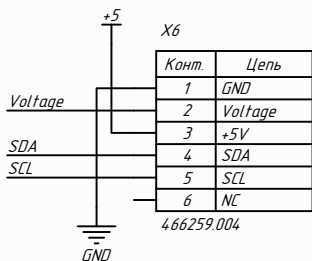 +5
X6
Конт. Цепь
1 GND
Voltage 2 Voltage
3 +5V
SDA 4 SDA
SCL 5 SCL
6 NC
466259.004
GND